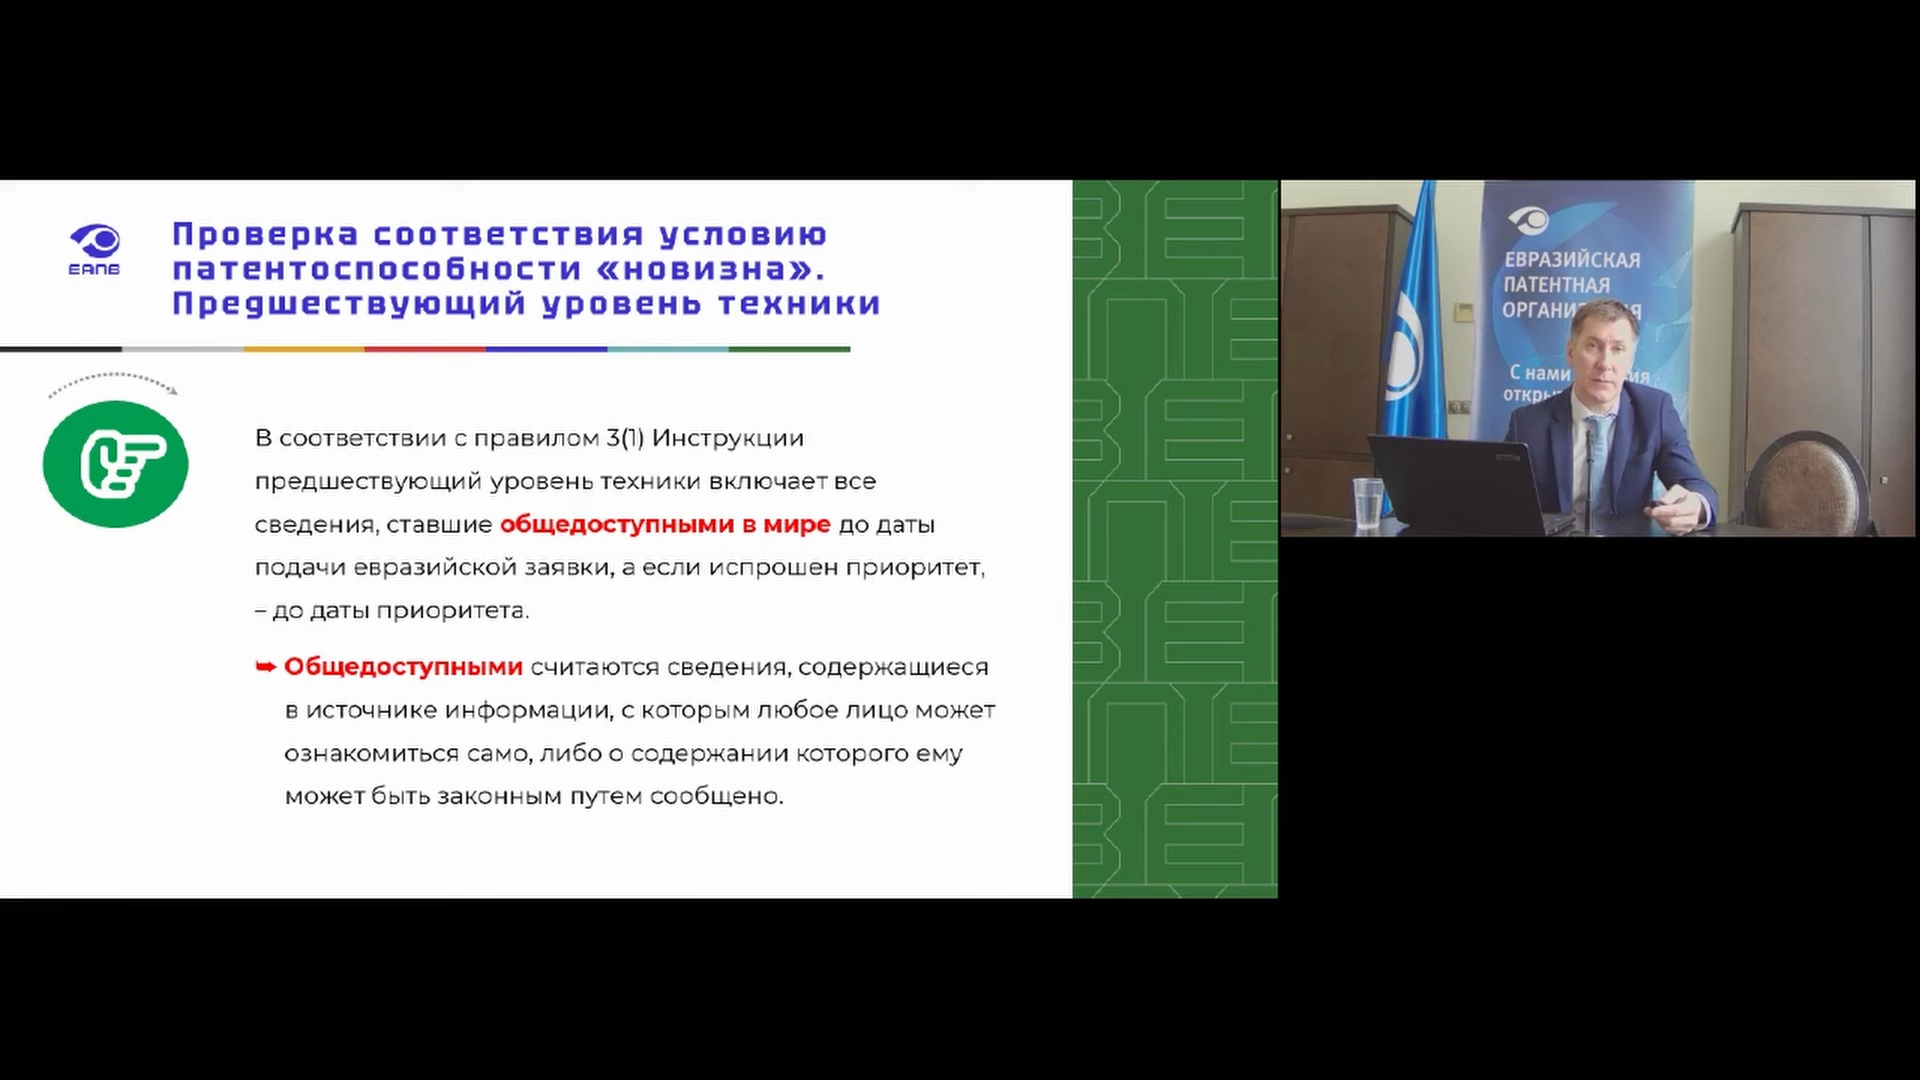 ЕАПВ
Проверка соответствия условию
патентоспособности «новизна».
Предшествующий уровень техники
В соответствии с правилом 3(1) Инструкции
предшествующий уровень техники включает все
сведения, ставшие общедоступными в мире до даты
подачи евразийской заявки, а если испрошен приоритет,
– до даты приоритета.
➥ Общедоступными считаются сведения, содержащиеся
в источнике информации, с которым любое лицо может
ознакомиться само, либо о содержании которого ему
может быть законным путем сообщено.
ЕВРАЗИЙСКАЯ
ПАТЕНТНАЯ
С нами